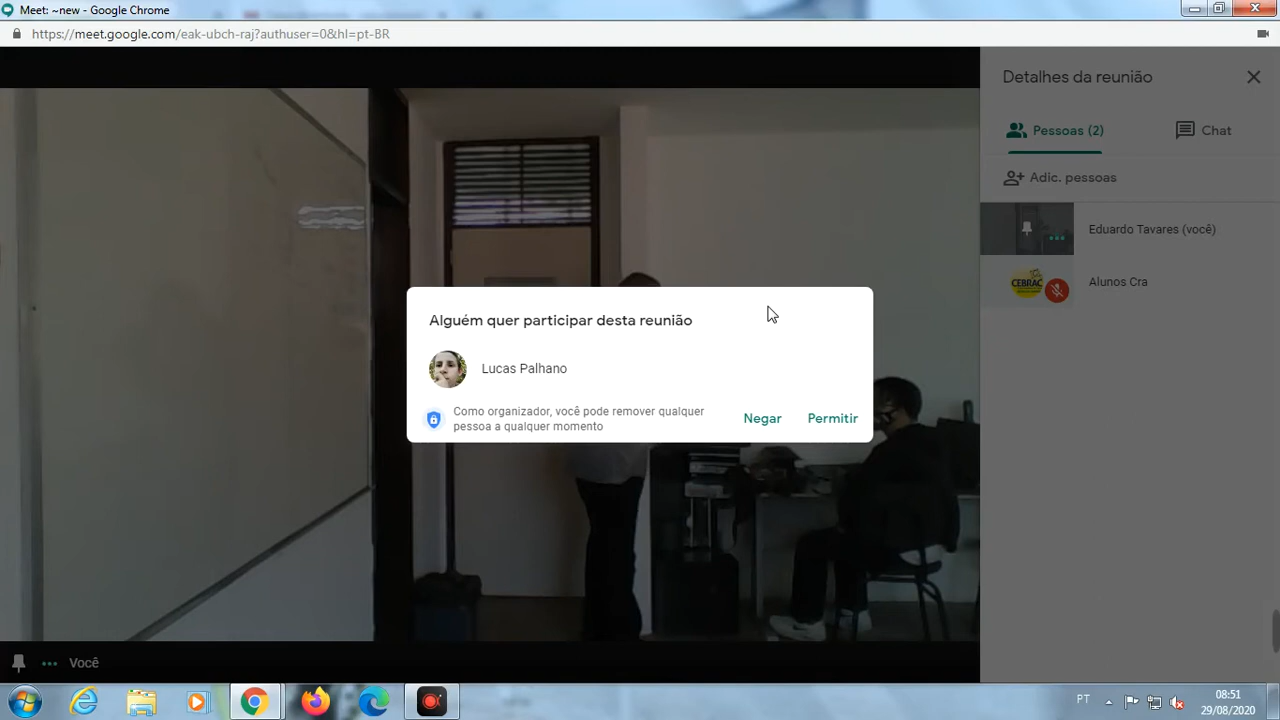 Meet: ~new - Google Chrome
https://meet.google.com/eak-ubch-raj?authuser=0&hl=pt-BR
Detalhes da reunião
Pessoas (2)
Chat
Adic. pessoas
Eduardo Tavares (você)
CEBRAC
Alunos Cra
Alguém quer participar desta reunião
Lucas Palhano
Como organizador, você pode remover qualquer
pessoa a qualquer momento
Negar
Permitir
Você
PT
08:51
29/08/2020